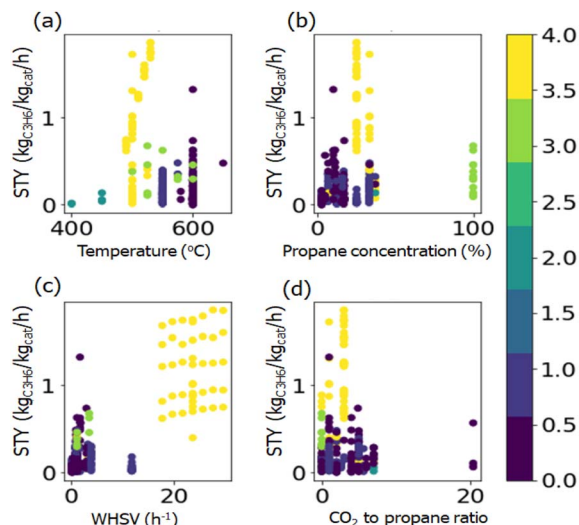 (a)
(b)
STY (kgC3H6/kgcat/h)
1
0
400
600
Temperature (°C)
STY (kgC3H6/kgcat/h)
1
0
0
50
100
Propane concentration (%)
4.0
3.5
3.0
2.5
2.0
1.5
1.0
0.5
0.0
(c)
(d)
STY (kgC3H6/kgcat/h)
1
0
0
20
WHSV (h⁻¹)
STY (kgC3H6/kgcat/h)
1
0
0
10
20
CO₂ to propane ratio